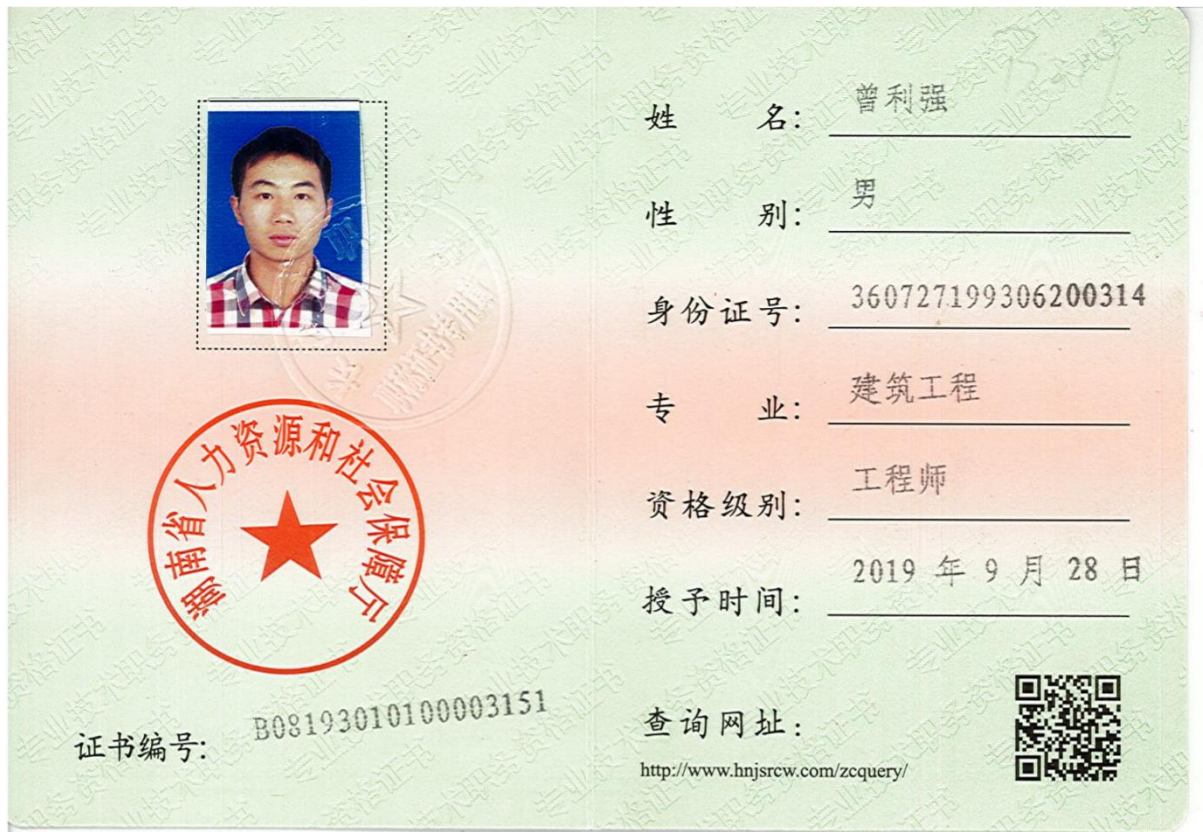 湖南省人力资源和社会保障厅
证书编号: B08193010100003151
姓 名: 曾利强
性 别: 男
身份证号: 360727199306200314
专 业: 建筑工程
资格级别: 工程师
授予时间: 2019 年 9 月 28 日
查询网址:
http://www.hnjsrcw.com/zcquery/